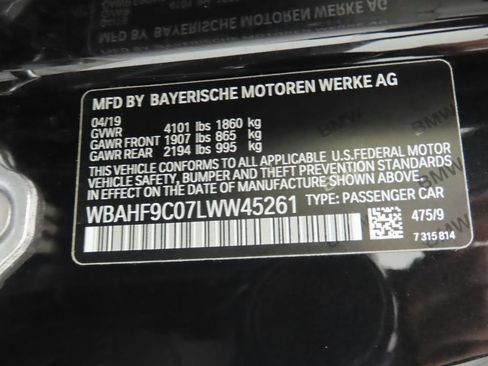 MFD BY BAYERISCHE MOTOREN WERKE AG
04/19
GVWR 4101 lbs 1860 kg
GAWR FRONT 1907 lbs 865 kg
GAWR REAR 2194 lbs 995 kg
THIS VEHICLE CONFORMS TO ALL APPLICABLE U.S. FEDERAL MOTOR
VEHICLE SAFETY, BUMPER AND THEFT PREVENTION STANDARDS IN
EFFECT ON THE DATE OF MANUFACTURE SHOWN ABOVE.
WBAHF9C07LWW45261 TYPE: PASSENGER CAR
475/9
7 315 814
BMW
BMW